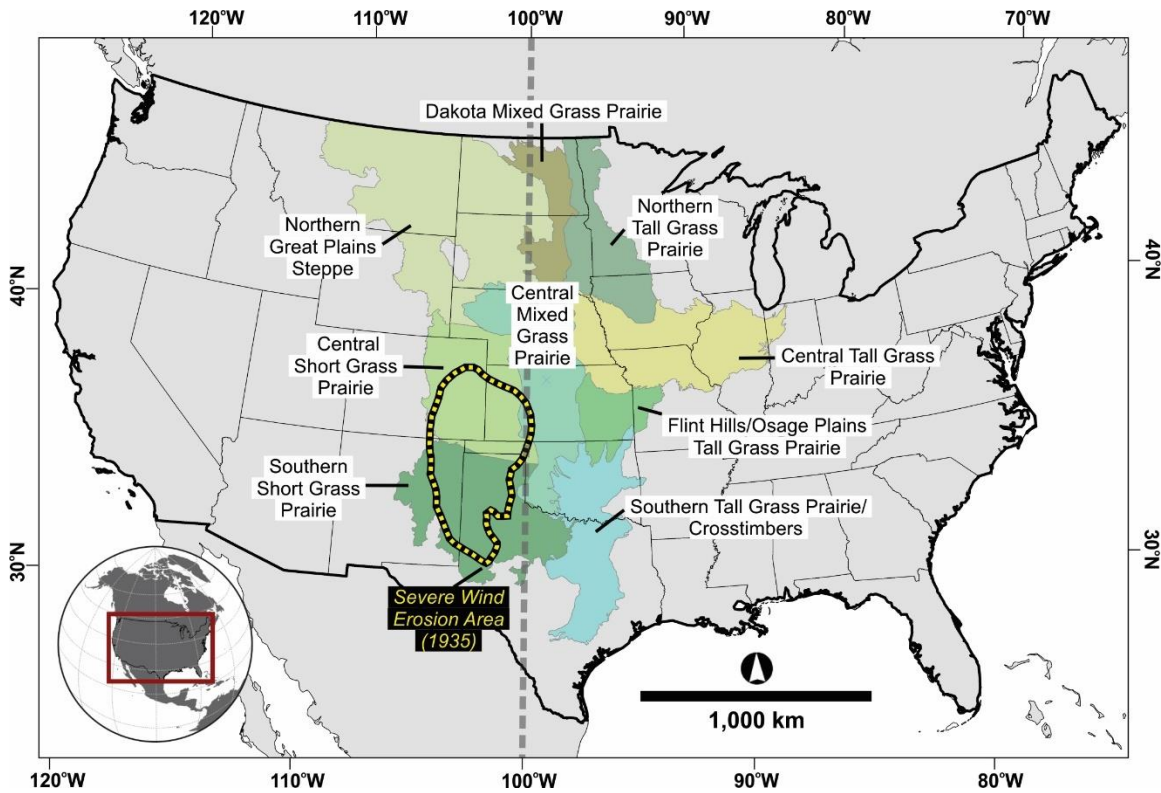 120°W
110°W
100°W
90°W
80°W
70°W
Dakota Mixed Grass Prairie
Northern
Great Plains
Steppe
Northern
Tall Grass
Prairie
40°N
40°N
Central
Mixed
Grass
Prairie
Central
Short Grass
Prairie
Central Tall Grass
Prairie
Flint Hills/Osage Plains
Tall Grass Prairie
Southern
Short Grass
Prairie
Southern Tall Grass Prairie/
Crosstimbers
30°N
30°N
Severe Wind
Erosion Area
(1935)
1,000 km
120°W
110°W
100°W
90°W
80°W